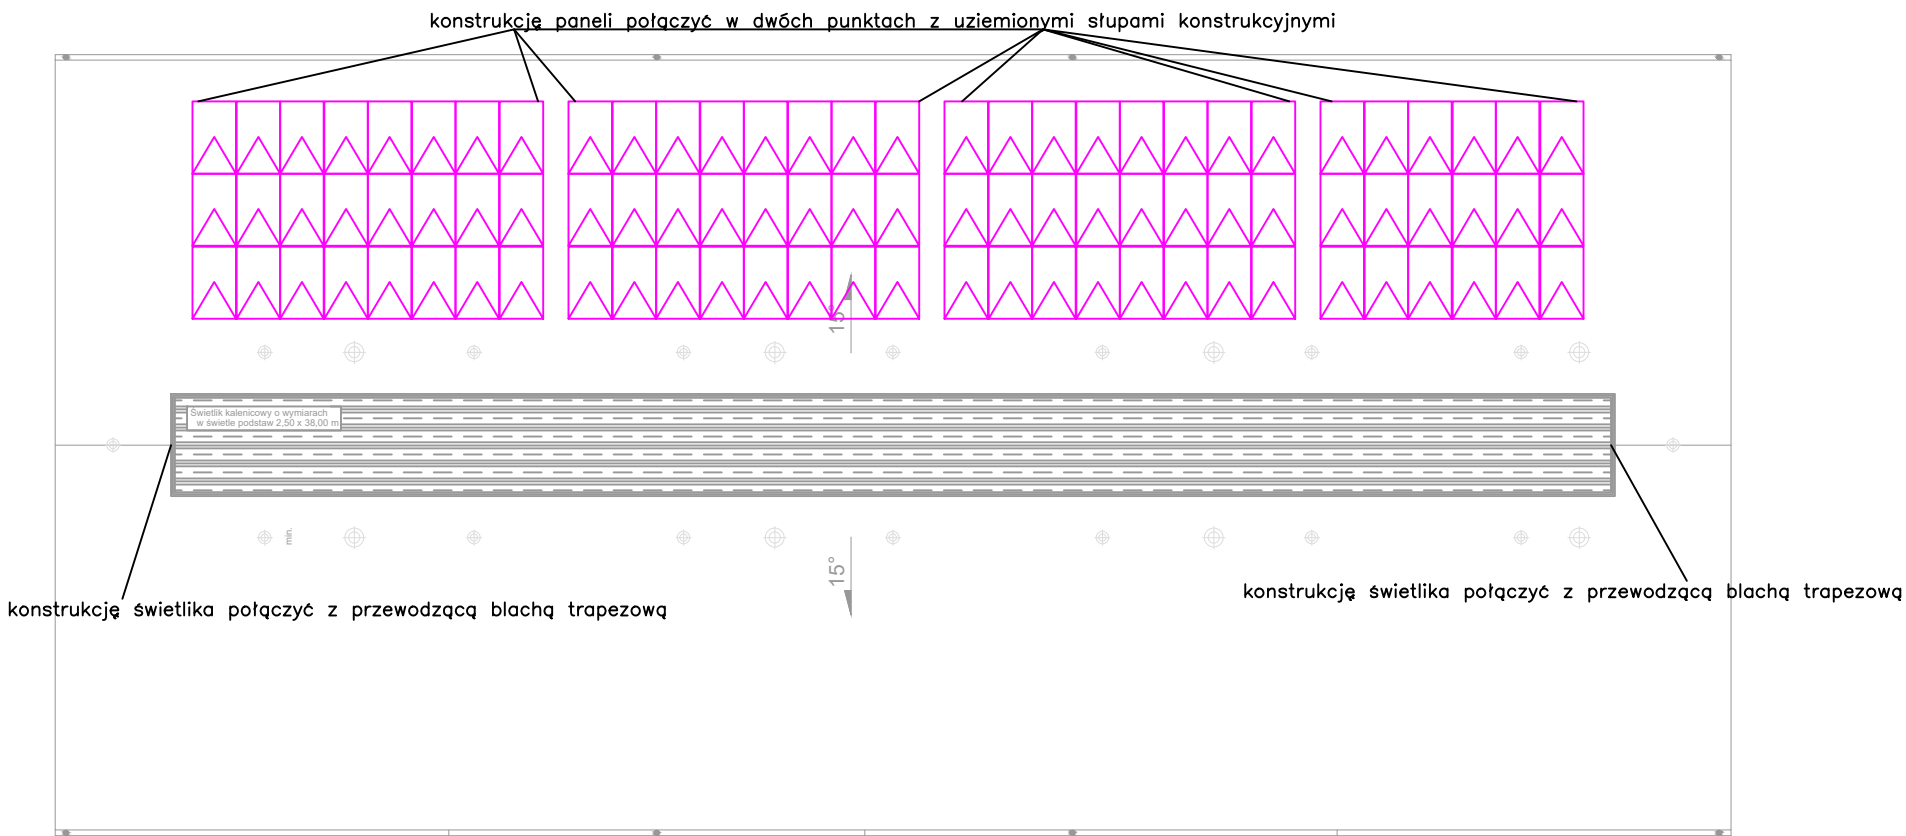 konstrukcję paneli połączyć w dwóch punktach z uziemionymi słupami konstrukcyjnymi
15°
Świetlik kalenicowy o wymiarach
w świetle podstaw 2,50 x 38,00 m
min.
15°
konstrukcję świetlika połączyć z przewodzącą blachą trapezową
konstrukcję świetlika połączyć z przewodzącą blachą trapezową